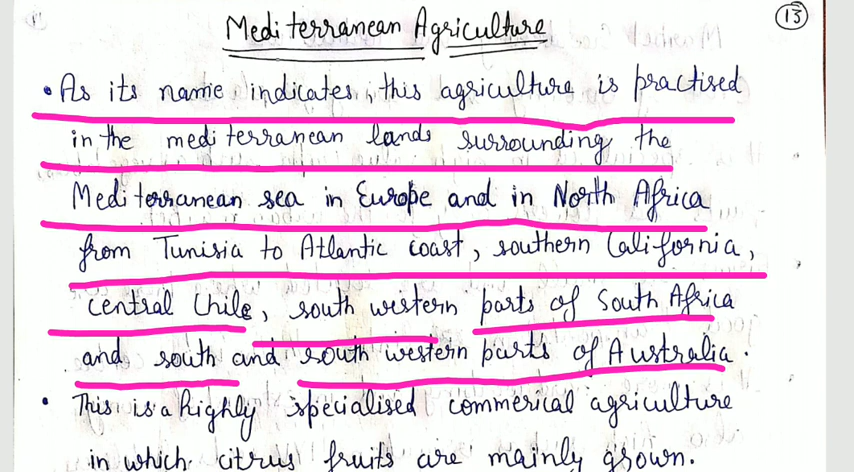 Mediterranean Agriculture
13
• As its name indicates, this agriculture is practised
in the mediterranean lands surrounding the
Mediterranean sea in Europe and in North Africa
from Tunisia to Atlantic coast, southern California,
central Chile, south western parts of South Africa
and south and south western parts of Australia.
• This is a highly specialised commerical agriculture
in which citrus fruits are mainly grown.